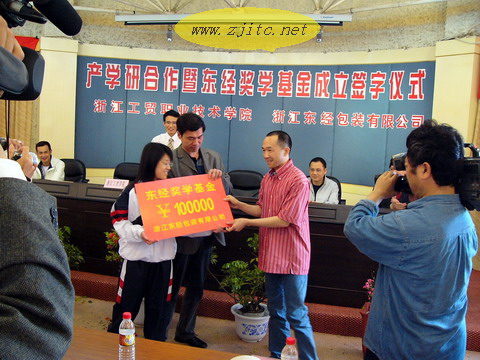 www.zjitc.net
产学研合作暨东经奖学基金成立签字仪式
浙江工贸职业技术学院 浙江东经包装有限公司
东经奖学基金
￥100000
浙江东经包装有限公司